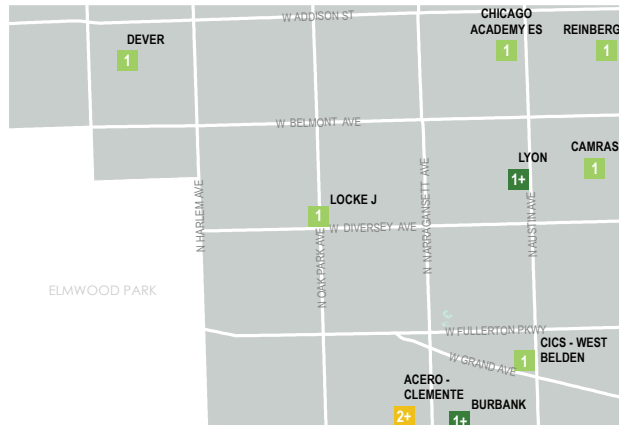 CHICAGO
ACADEMY ES
REINBERG
W ADDISON ST
DEVER
1
1
1
W BELMONT AVE
LYON
CAMRAS
1+
1
N HARLEM AVE
N OAK PARK AVE
N NARRAGANSETT AVE
N AUSTIN AVE
LOCKE J
1
W DIVERSEY AVE
ELMWOOD PARK
W FULLERTON PKWY
CICS - WEST
BELDEN
1
W GRAND AVE
ACERO -
CLEMENTE
BURBANK
2+
1+